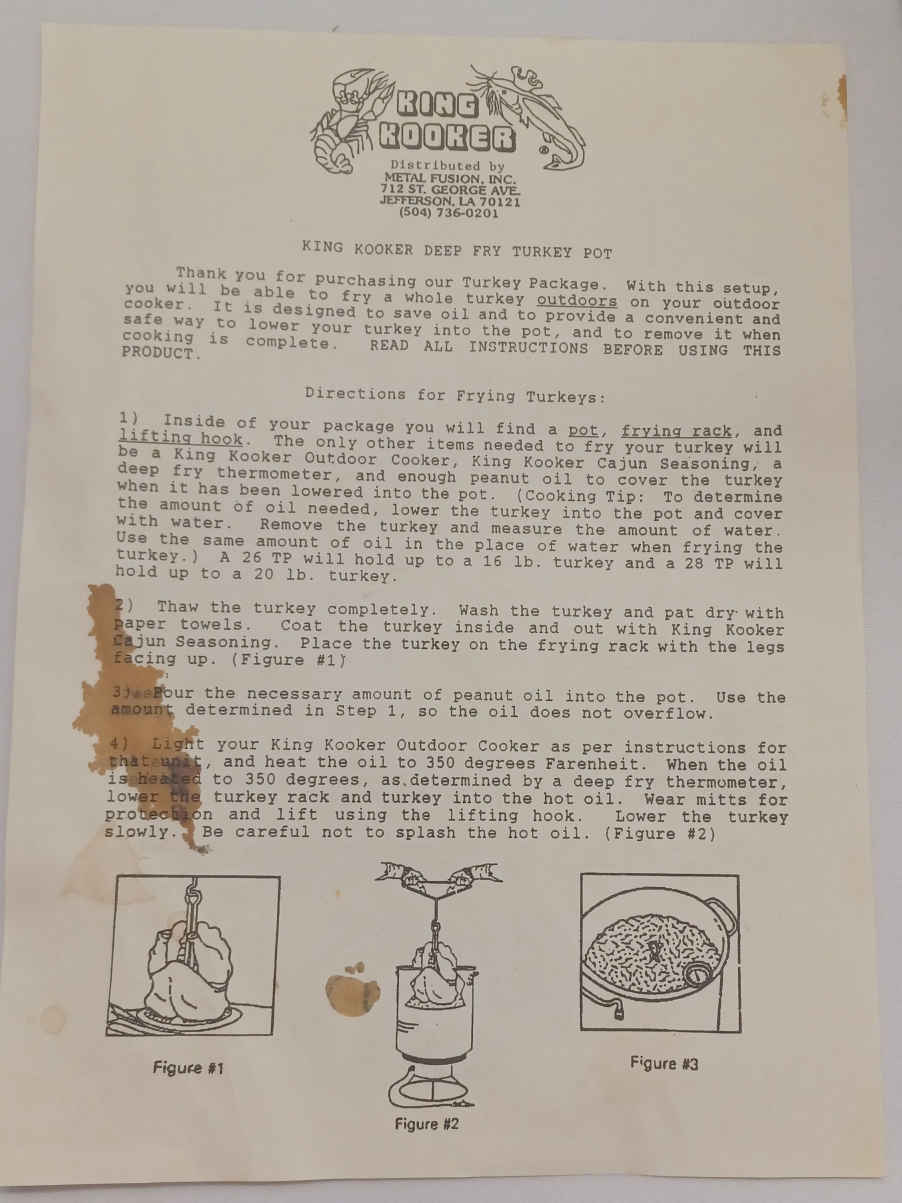 KING
KOOKER
®
Distributed by
METAL FUSION, INC.
712 ST. GEORGE AVE.
JEFFERSON, LA 70121
(504) 736-0201
KING KOOKER DEEP FRY TURKEY POT
Thank you for purchasing our Turkey Package. With this setup,
you will be able to fry a whole turkey outdoors on your outdoor
cooker. It is designed to save oil and to provide a convenient and
safe way to lower your turkey into the pot, and to remove it when
cooking is complete. READ ALL INSTRUCTIONS BEFORE USING THIS
PRODUCT.
Directions for Frying Turkeys:
1) Inside of your package you will find a pot, frying rack, and
lifting hook. The only other items needed to fry your turkey will
be a King Kooker Outdoor Cooker, King Kooker Cajun Seasoning, a
deep fry thermometer, and enough peanut oil to cover the turkey
when it has been lowered into the pot. (Cooking Tip: To determine
the amount of oil needed, lower the turkey into the pot and cover
with water. Remove the turkey and measure the amount of water.
Use the same amount of oil in the place of water when frying the
turkey.) A 26 TP will hold up to a 16 lb. turkey and a 28 TP will
hold up to a 20 lb. turkey.
2) Thaw the turkey completely. Wash the turkey and pat dry with
paper towels. Coat the turkey inside and out with King Kooker
Cajun Seasoning. Place the turkey on the frying rack with the legs
facing up. (Figure #1)
3) Pour the necessary amount of peanut oil into the pot. Use the
amount determined in Step 1, so the oil does not overflow.
4) Light your King Kooker Outdoor Cooker as per instructions for
that unit, and heat the oil to 350 degrees Farenheit. When the oil
is heated to 350 degrees, as determined by a deep fry thermometer,
lower the turkey rack and turkey into the hot oil. Wear mitts for
protection and lift using the lifting hook. Lower the turkey
slowly. Be careful not to splash the hot oil. (Figure #2)
Figure #1
Figure #2
Figure #3